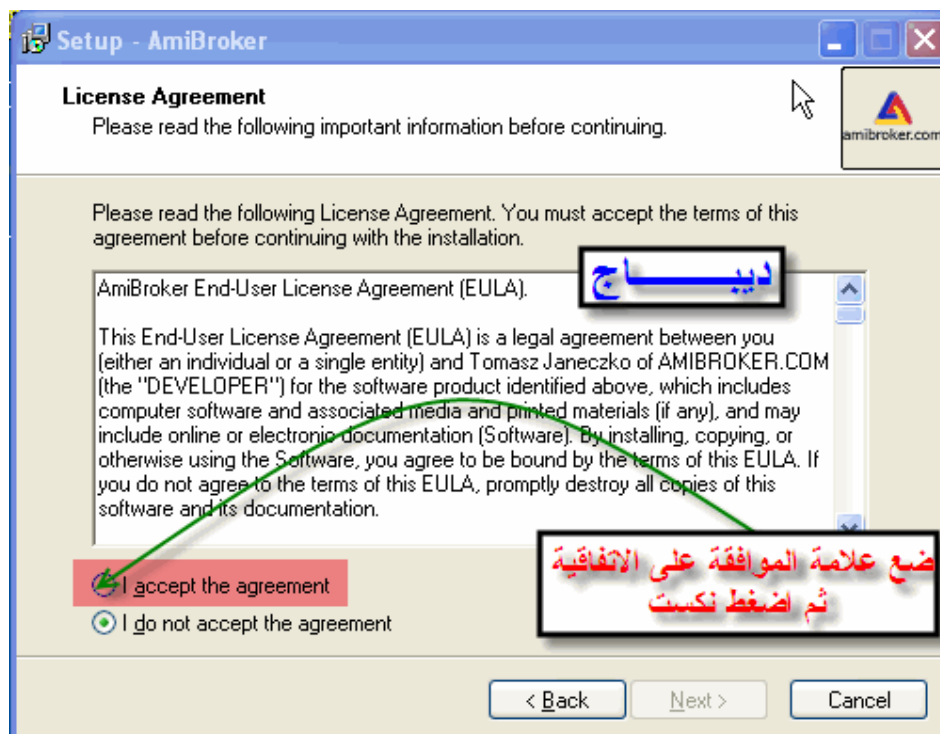 Setup - AmiBroker
License Agreement
Please read the following important information before continuing.
amibroker.com
Please read the following License Agreement. You must accept the terms of this
agreement before continuing with the installation.
ديبـــــــاج
AmiBroker End-User License Agreement (EULA).
This End-User License Agreement (EULA) is a legal agreement between you
(either an individual or a single entity) and Tomasz Janeczko of AMIBROKER.COM
(the "DEVELOPER") for the software product identified above, which includes
computer software and associated media and printed materials (if any), and may
include online or electronic documentation (Software). By installing, copying, or
otherwise using the Software, you agree to be bound by the terms of this EULA. If
you do not agree to the terms of this EULA, promptly destroy all copies of this
software and its documentation.
ضع علامة الموافقة على الاتفاقية
ثم اضغط نكست
I accept the agreement
I do not accept the agreement
< Back
Next >
Cancel